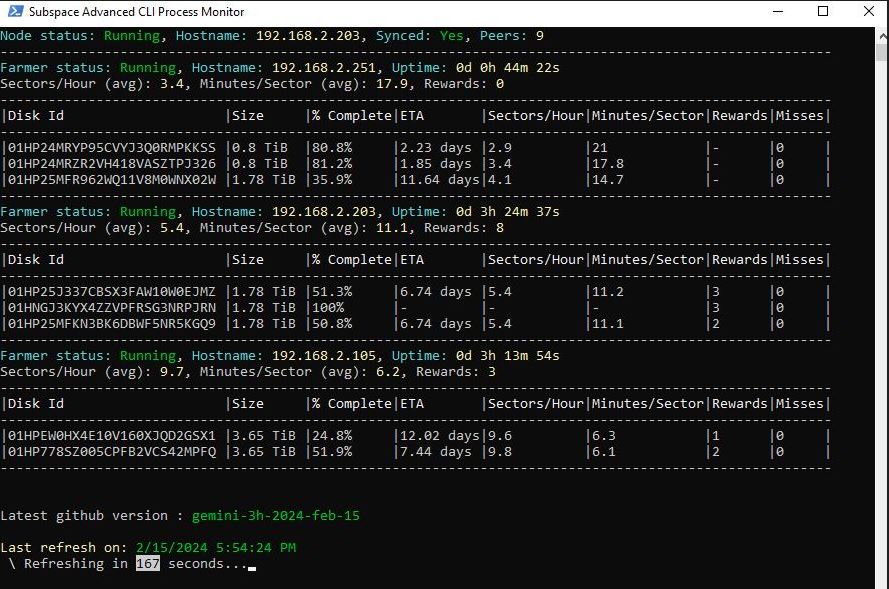 Subspace Advanced CLI Process Monitor
Node status: Running, Hostname: 192.168.2.203, Synced: Yes, Peers: 9
--------------------------------------------------------------------------------------------------------
Farmer status: Running, Hostname: 192.168.2.251, Uptime: 0d 0h 44m 22s
Sectors/Hour (avg): 3.4, Minutes/Sector (avg): 17.9, Rewards: 0
--------------------------------------------------------------------------------------------------------
|Disk Id |Size |% Complete|ETA |Sectors/Hour|Minutes/Sector|Rewards|Misses|
--------------------------------------------------------------------------------------------------------
|01HP24MRYP95CVYJ3Q0RMPKKSS |0.8 TiB |80.8% |2.23 days |2.9 |21 |- |0 |
|01HP24MRZR2VH418VASZTPJ326 |0.8 TiB |81.2% |1.85 days |3.4 |17.8 |- |0 |
|01HP25MFR962WQ11V8M0WNX02W |1.78 TiB |35.9% |11.64 days|4.1 |14.7 |- |0 |
--------------------------------------------------------------------------------------------------------
Farmer status: Running, Hostname: 192.168.2.203, Uptime: 0d 3h 24m 37s
Sectors/Hour (avg): 5.4, Minutes/Sector (avg): 11.1, Rewards: 8
--------------------------------------------------------------------------------------------------------
|Disk Id |Size |% Complete|ETA |Sectors/Hour|Minutes/Sector|Rewards|Misses|
--------------------------------------------------------------------------------------------------------
|01HP25J337CBSX3FAW10W0EJMZ |1.78 TiB |51.3% |6.74 days |5.4 |11.2 |3 |0 |
|01HNGJ3KYX4ZZVPFRSG3NRPJRN |1.78 TiB |100% |- |- |- |3 |0 |
|01HP25MFKN3BK6DBWF5NR5KGQ9 |1.78 TiB |50.8% |6.74 days |5.4 |11.1 |2 |0 |
--------------------------------------------------------------------------------------------------------
Farmer status: Running, Hostname: 192.168.2.105, Uptime: 0d 3h 13m 54s
Sectors/Hour (avg): 9.7, Minutes/Sector (avg): 6.2, Rewards: 3
--------------------------------------------------------------------------------------------------------
|Disk Id |Size |% Complete|ETA |Sectors/Hour|Minutes/Sector|Rewards|Misses|
--------------------------------------------------------------------------------------------------------
|01HPEW0HX4E10V160XJQD2GSX1 |3.65 TiB |24.8% |12.02 days|9.6 |6.3 |1 |0 |
|01HP778SZ005CPFB2VCS42MPFQ |3.65 TiB |51.9% |7.44 days |9.8 |6.1 |2 |0 |
--------------------------------------------------------------------------------------------------------
Latest github version : gemini-3h-2024-feb-15
Last refresh on: 2/15/2024 5:54:24 PM
\ Refreshing in 167 seconds...